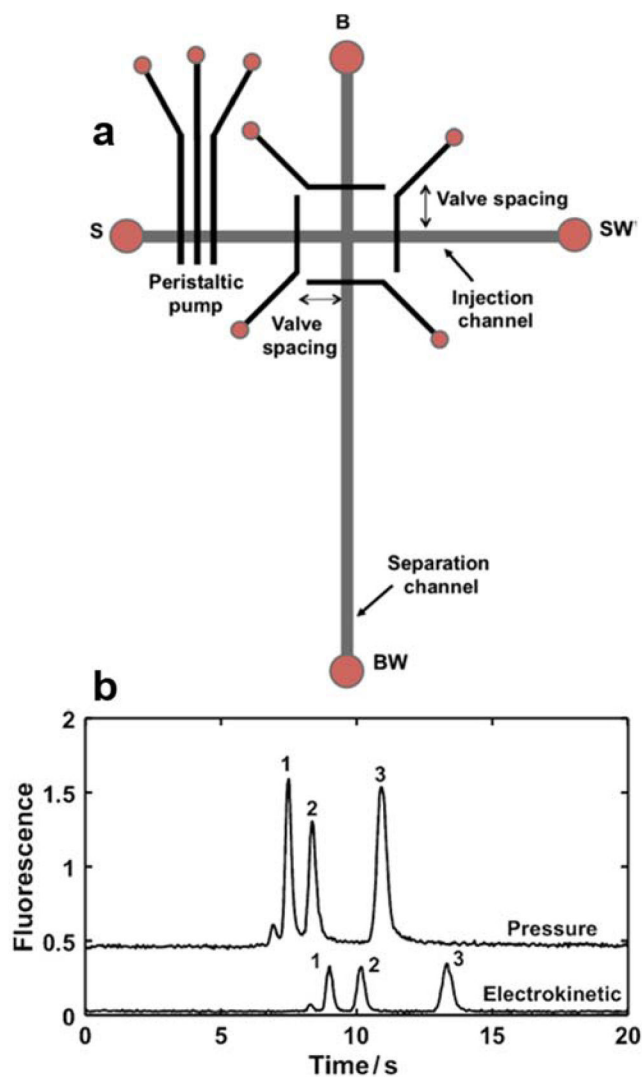 B
a
Valve spacing
S
SW'
Peristaltic
pump
Injection
channel
Valve
spacing
Separation
channel
BW
b
2
1.5
1
0.5
0
Fluorescence
1
2
3
Pressure
1
2
3
Electrokinetic
0
5
10
15
20
Time/s